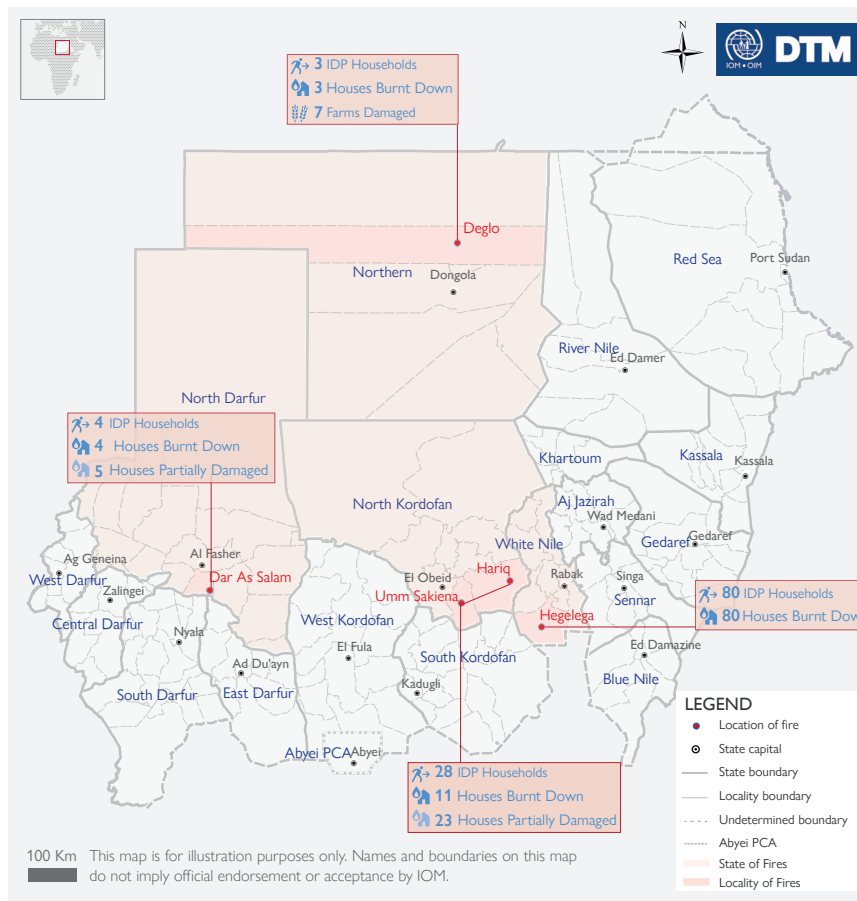 N
IOM • OIM
DTM
3 IDP Households
3 Houses Burnt Down
7 Farms Damaged
Deglo
Northern
Dongola
Red Sea
Port Sudan
River Nile
Ed Damer
North Darfur
4 IDP Households
4 Houses Burnt Down
5 Houses Partially Damaged
Khartoum
Kassala
Kassala
North Kordofan
Aj Jazirah
Wad Medani
White Nile
Gedaref
Gedaref
Ag Geneina
West Darfur
Al Fasher
Dar As Salam
Zalingei
El Obeid
Hariq
Umm Sakiena
Rabak
Singa
Sennar
Central Darfur
West Kordofan
Hegelega
80 IDP Households
80 Houses Burnt Dow
Nyala
El Fula
South Kordofan
Ed Damazine
Ad Du'ayn
Kadugli
Blue Nile
South Darfur
East Darfur
Abyei PCA
Abyei
28 IDP Households
11 Houses Burnt Down
23 Houses Partially Damaged
LEGEND
Location of fire
State capital
State boundary
Locality boundary
Undetermined boundary
Abyei PCA
State of Fires
Locality of Fires
100 Km
This map is for illustration purposes only. Names and boundaries on this map
do not imply official endorsement or acceptance by IOM.